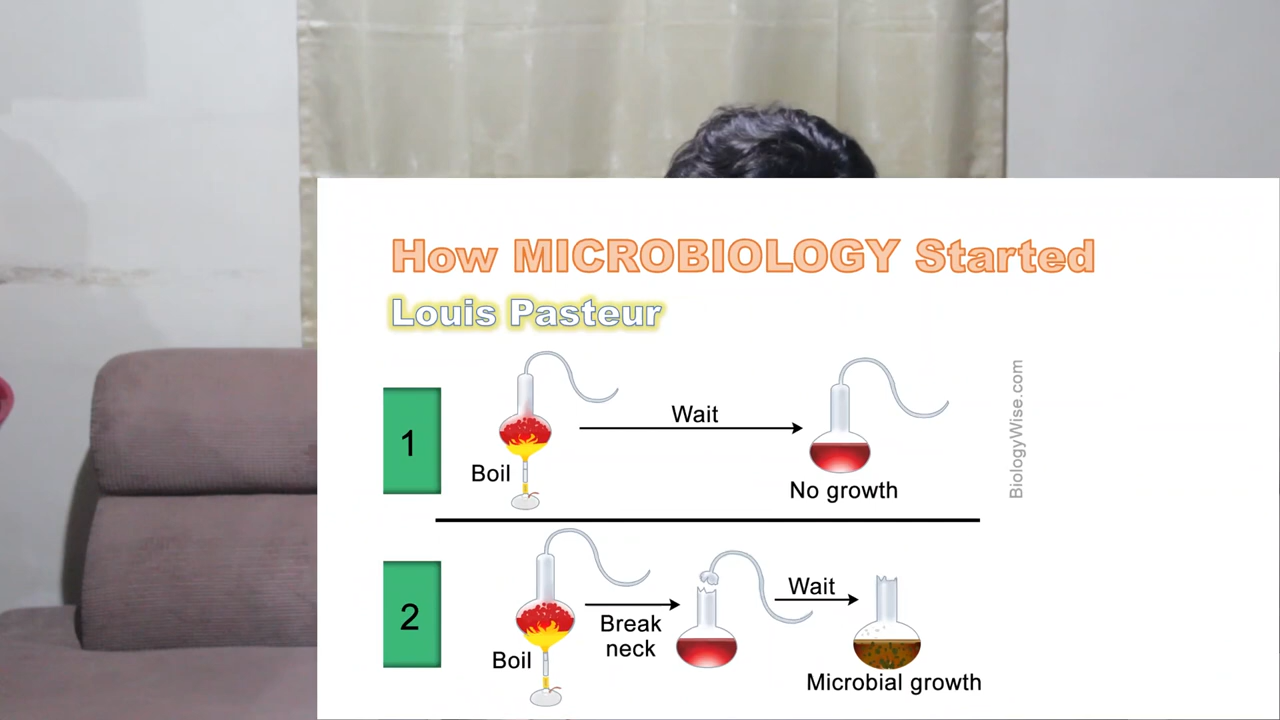 How MICROBIOLOGY Started
Louis Pasteur
1
Boil
Wait
No growth
BiologyWise.com
2
Boil
Break
neck
Wait
Microbial growth